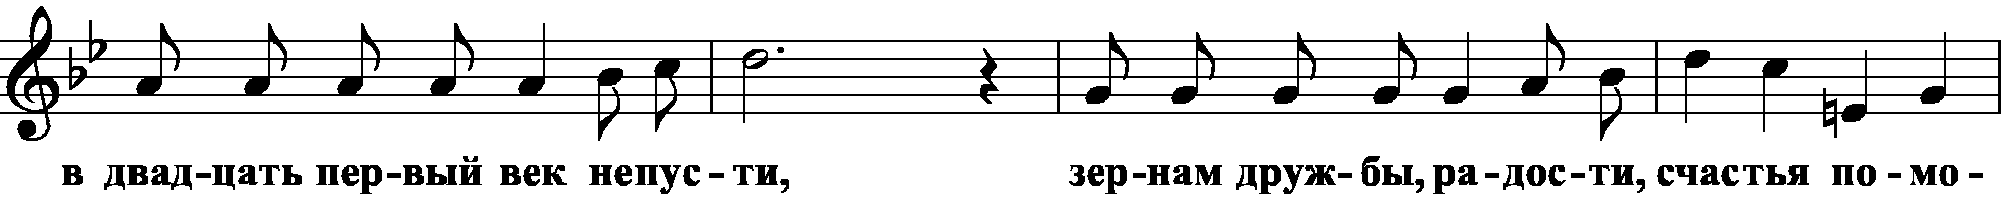 в двад-цать пер-вый век непус-ти, зер-нам друж-бы, ра-дос-ти, счастья по-мо-